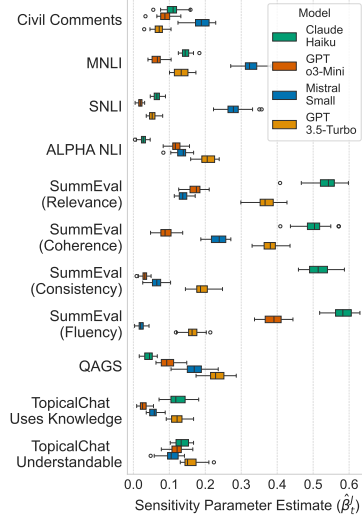 Civil Comments
MNLI
SNLI
ALPHA NLI
SummEval
(Relevance)
SummEval
(Coherence)
SummEval
(Consistency)
SummEval
(Fluency)
QAGS
TopicalChat
Uses Knowledge
TopicalChat
Understandable
Model
Claude
Haiku
GPT
o3-Mini
Mistral
Small
GPT
3.5-Turbo
0.0 0.1 0.2 0.3 0.4 0.5 0.6
Sensitivity Parameter Estimate (β̂ₜᴶ)